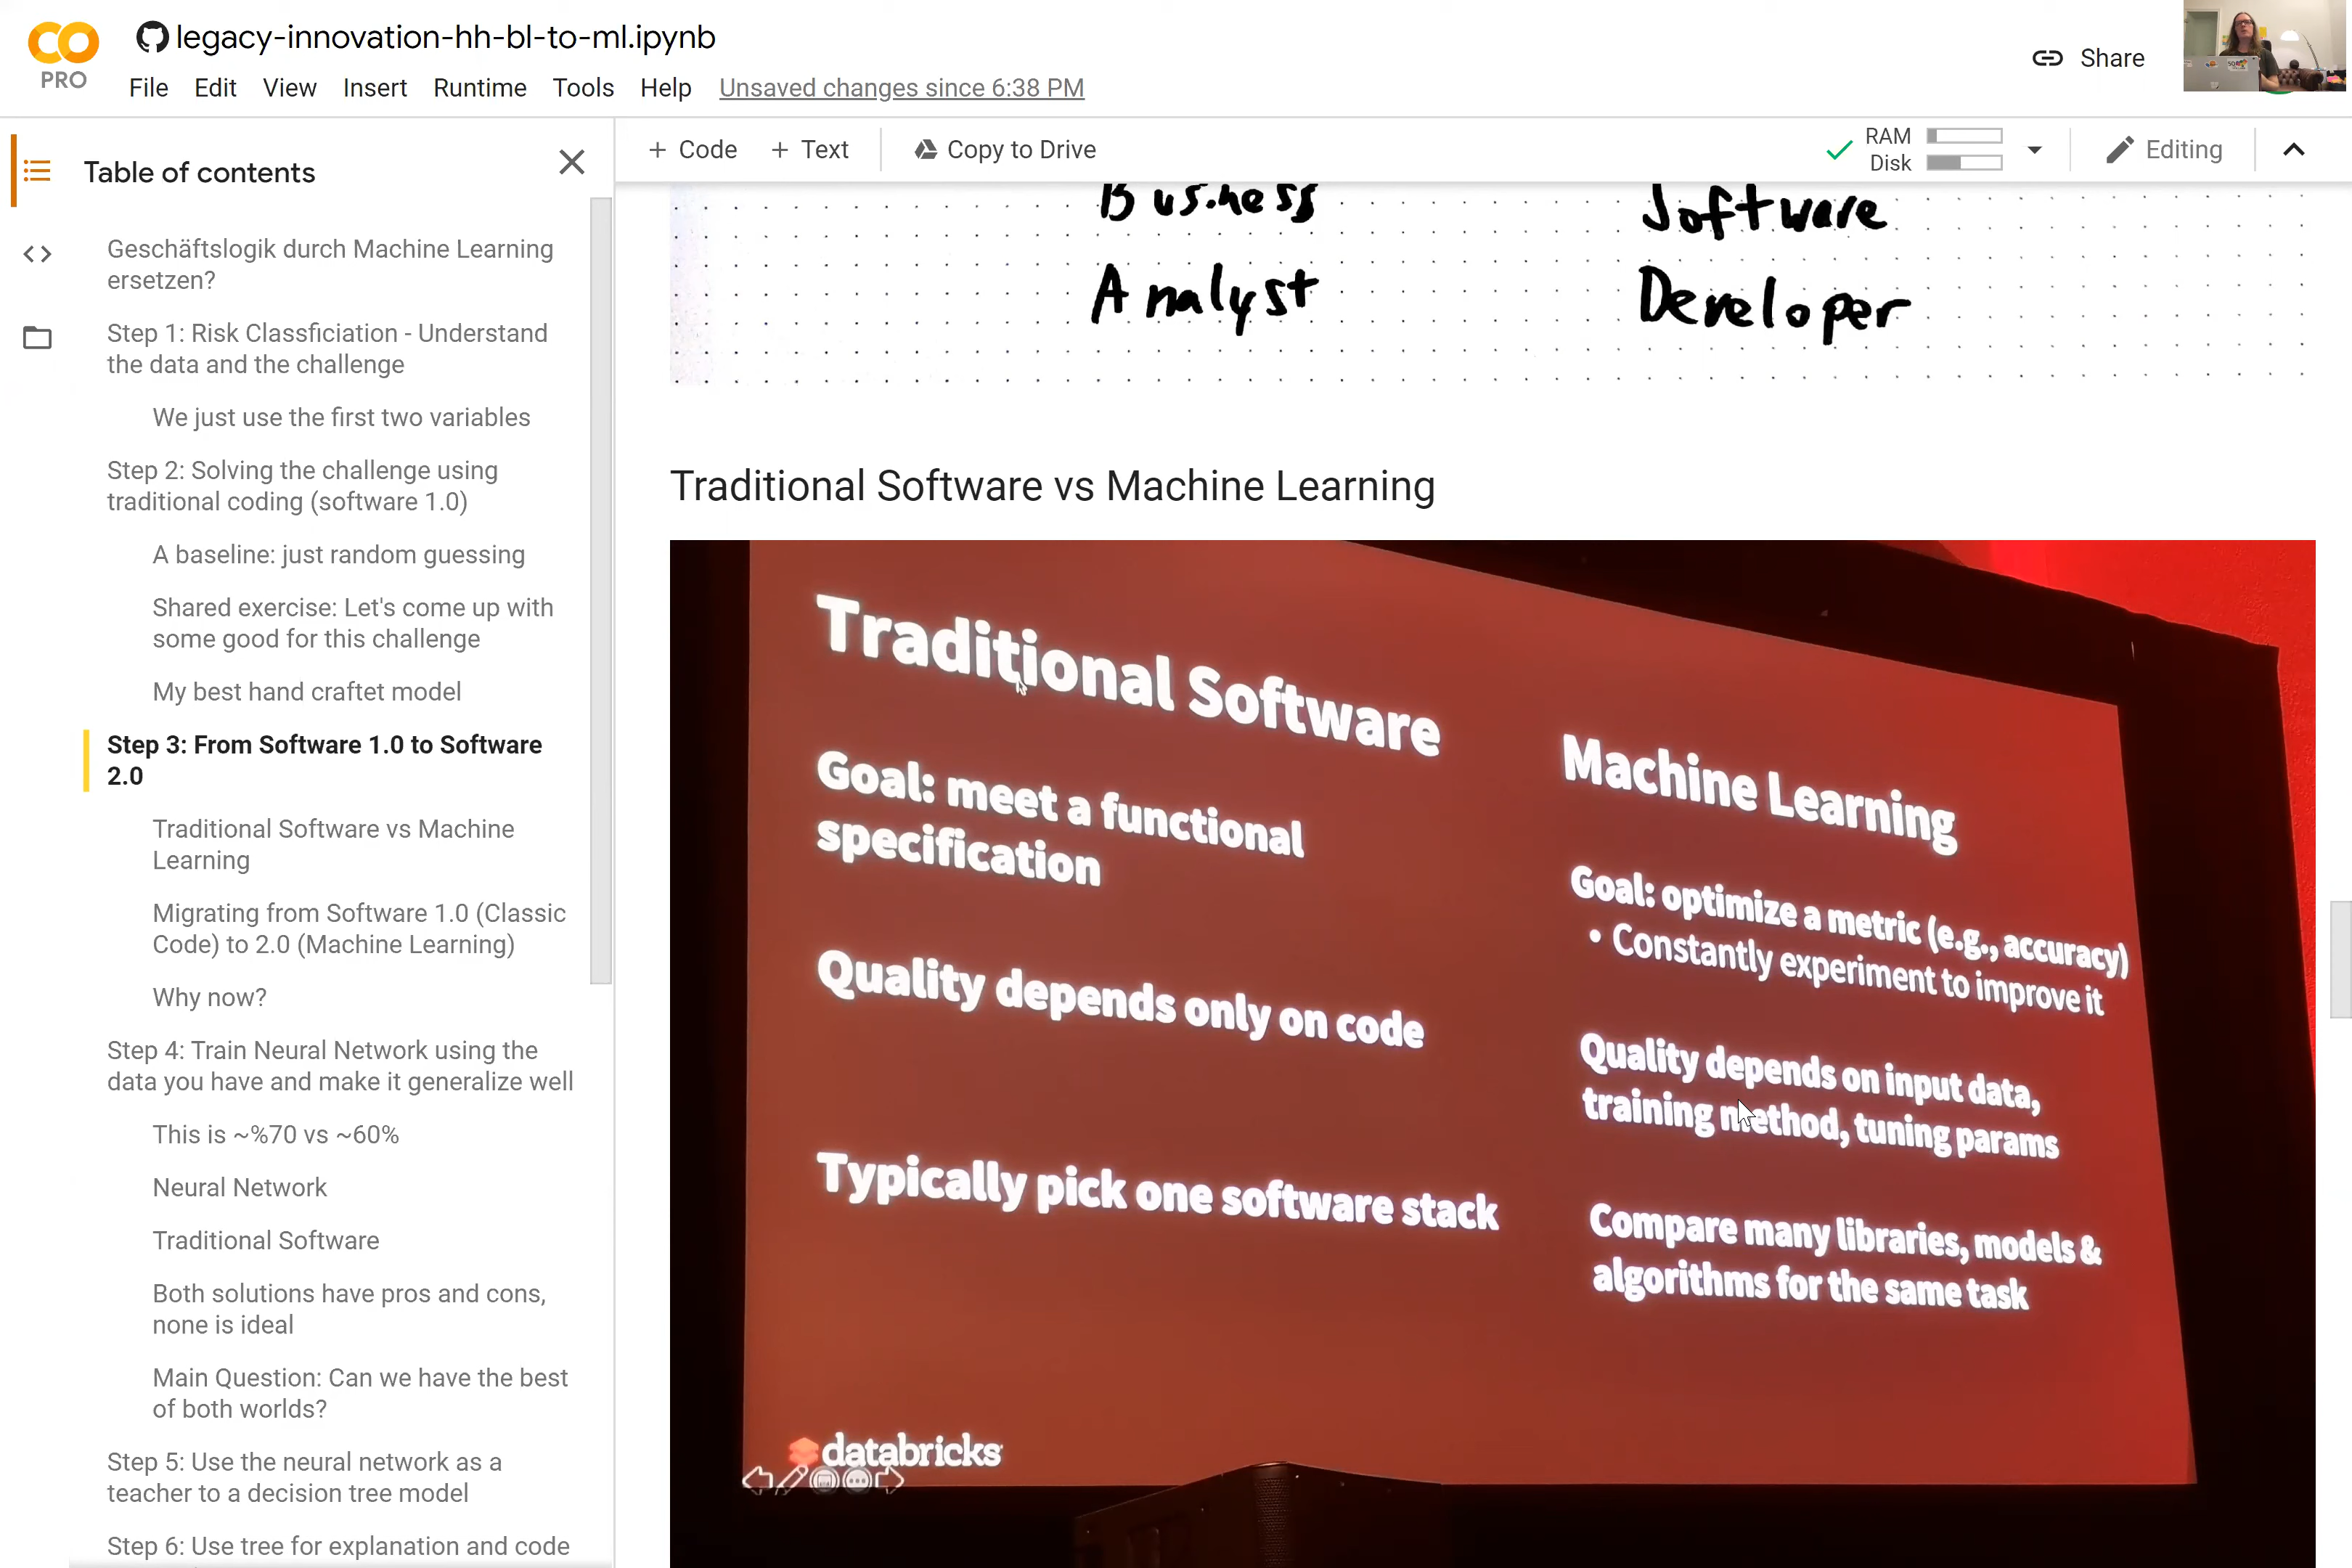 legacy-innovation-hh-bl-to-ml.ipynb
PRO
File Edit View Insert Runtime Tools Help Unsaved changes since 6:38 PM
Share
Table of contents
Geschäftslogik durch Machine Learning
ersetzen?
Step 1: Risk Classficiation - Understand
the data and the challenge
We just use the first two variables
Step 2: Solving the challenge using
traditional coding (software 1.0)
A baseline: just random guessing
Shared exercise: Let's come up with
some good for this challenge
My best hand craftet model
Step 3: From Software 1.0 to Software
2.0
Traditional Software vs Machine
Learning
Migrating from Software 1.0 (Classic
Code) to 2.0 (Machine Learning)
Why now?
Step 4: Train Neural Network using the
data you have and make it generalize well
This is ~%70 vs ~60%
Neural Network
Traditional Software
Both solutions have pros and cons,
none is ideal
Main Question: Can we have the best
of both worlds?
Step 5: Use the neural network as a
teacher to a decision tree model
Step 6: Use tree for explanation and code
+ Code + Text Copy to Drive
RAM
Disk
Editing
Business
Analyst
Software
Developer
Traditional Software vs Machine Learning
Traditional Software
Goal: meet a functional
specification
Quality depends only on code
Typically pick one software stack
Machine Learning
Goal: optimize a metric (e.g., accuracy)
• Constantly experiment to improve it
Quality depends on input data,
training method, tuning params
Compare many libraries, models &
algorithms for the same task
databricks